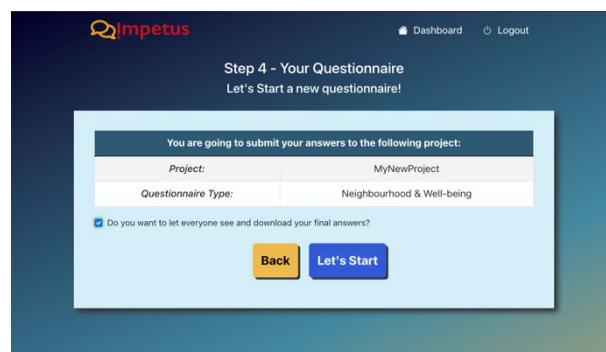 Impetus
Dashboard
Logout
Step 4 - Your Questionnaire
Let's Start a new questionnaire!
You are going to submit your answers to the following project:
Project: MyNewProject
Questionnaire Type: Neighbourhood & Well-being
Do you want to let everyone see and download your final answers?
Back
Let's Start